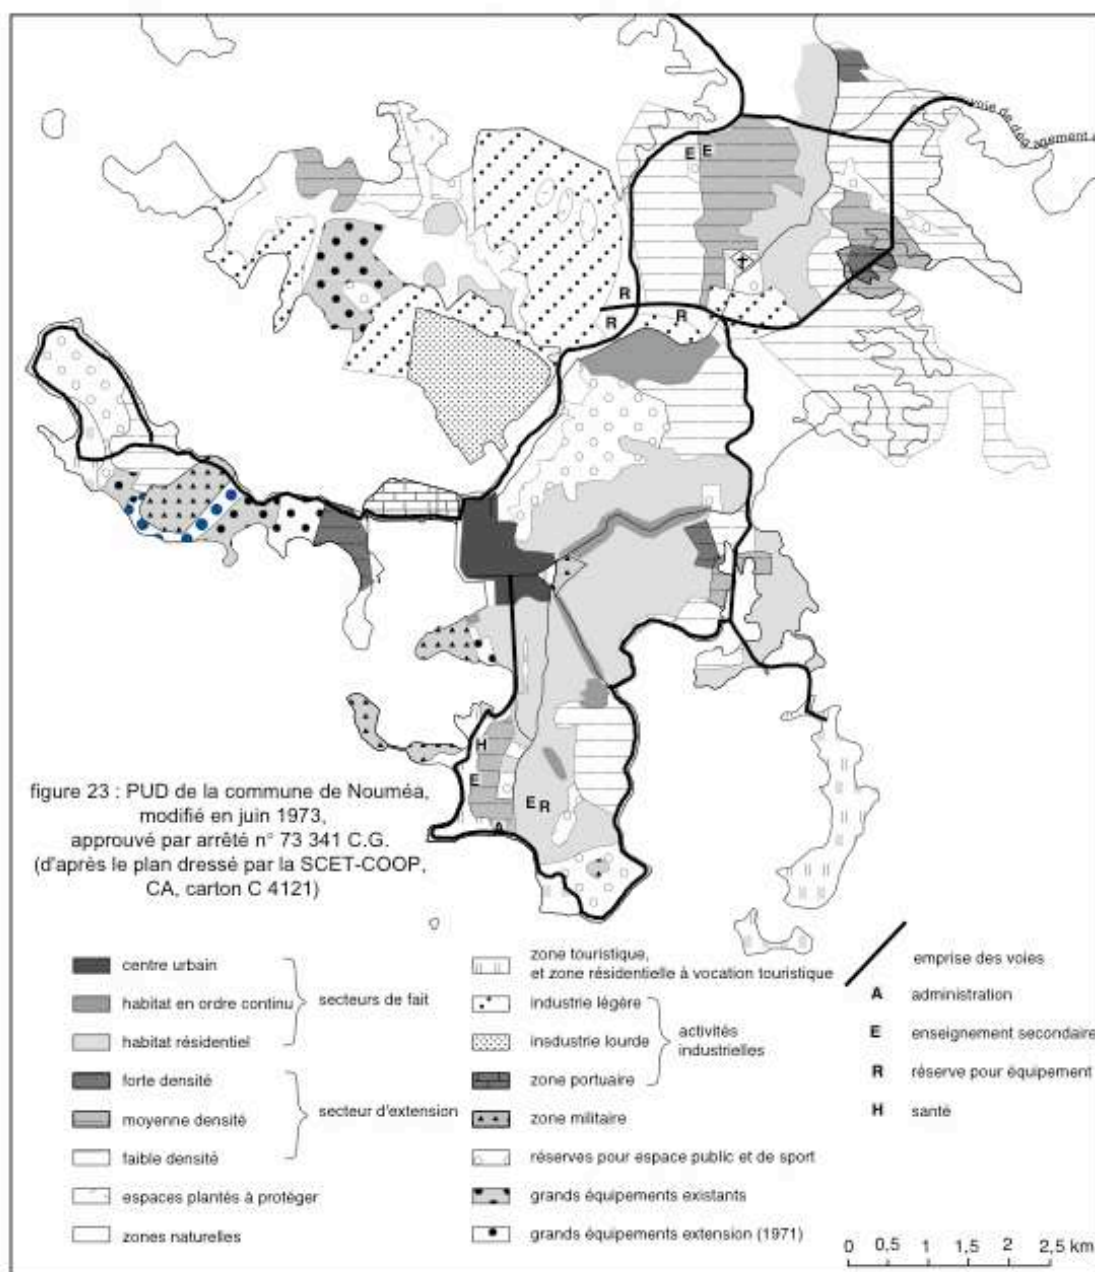 voie de dégagement
E
E
R
R
R
H
E
E R
A
figure 23 : PUD de la commune de Nouméa,
modifié en juin 1973,
approuvé par arrêté n° 73 341 C.G.
(d'après le plan dressé par la SCET-COOP,
CA, carton C 4121)
centre urbain
habitat en ordre continu
habitat résidentiel
secteurs de fait
forte densité
moyenne densité
faible densité
secteur d'extension
espaces plantés à protéger
zones naturelles
zone touristique,
et zone résidentielle à vocation touristique
industrie légère
insdustrie lourde
zone portuaire
activités
industrielles
zone militaire
réserves pour espace public et de sport
grands équipements existants
grands équipements extension (1971)
emprise des voies
A administration
E enseignement secondaire
R réserve pour équipement
H santé
0 0,5 1 1,5 2 2,5 km